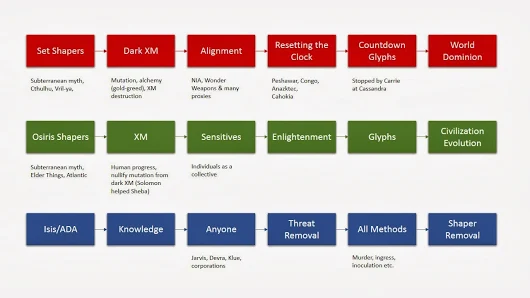 Set Shapers
Dark XM
Alignment
Resetting the
Clock
Countdown
Glyphs
World
Dominion
Subterranean myth,
Cthulhu, Vril-ya,
Mutation, alchemy
(gold-greed), XM
destruction
NIA, Wonder
Weapons & many
proxies
Peshawar, Congo,
Anazktec,
Cahokia
Stopped by Carrie
at Cassandra
Osiris Shapers
XM
Sensitives
Enlightenment
Glyphs
Civilization
Evolution
Subterranean myth,
Elder Things, Atlantic
Human progress,
nullify mutation from
dark XM (Solomon
helped Sheba)
Individuals as a
collective
Isis/ADA
Knowledge
Anyone
Threat
Removal
All Methods
Shaper
Removal
Jarvis, Devra, Klue,
corporations
Murder, ingress,
inoculation etc.